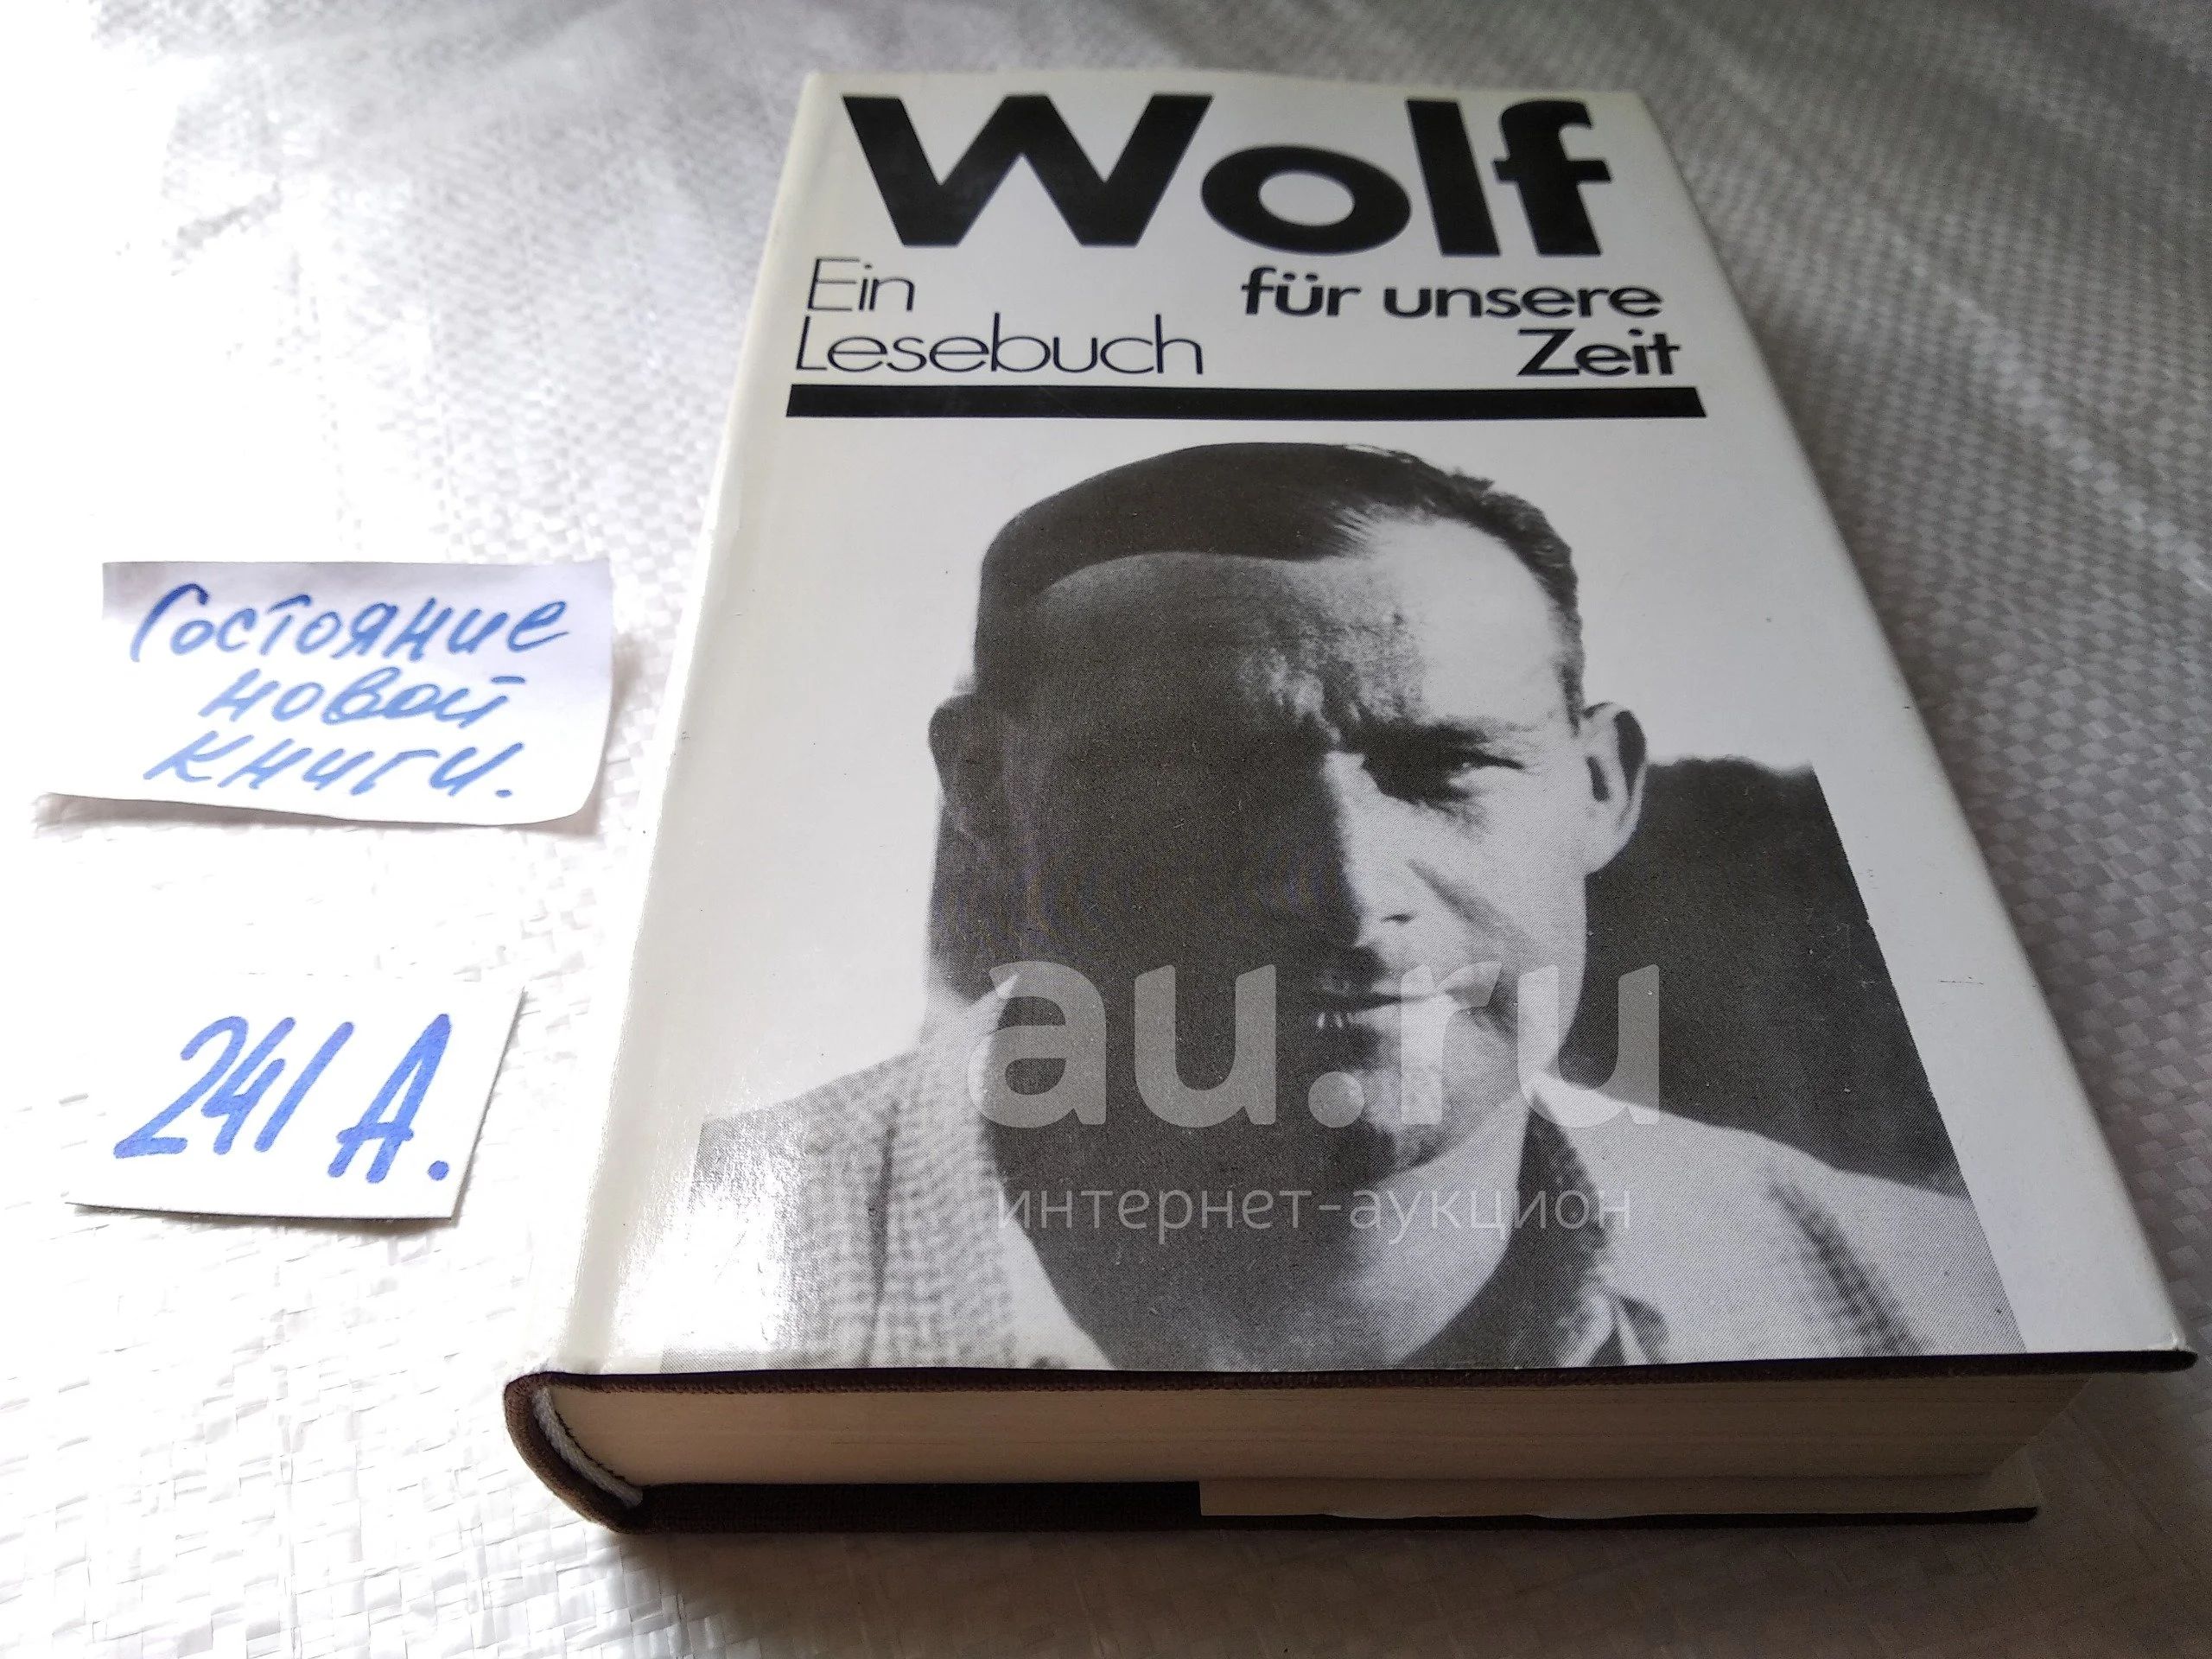 Wolf
Ein
Lesebuch
für unsere
Zeit
Состояние
новой
книги.
241 А.
au.ru
интернет-аукцион